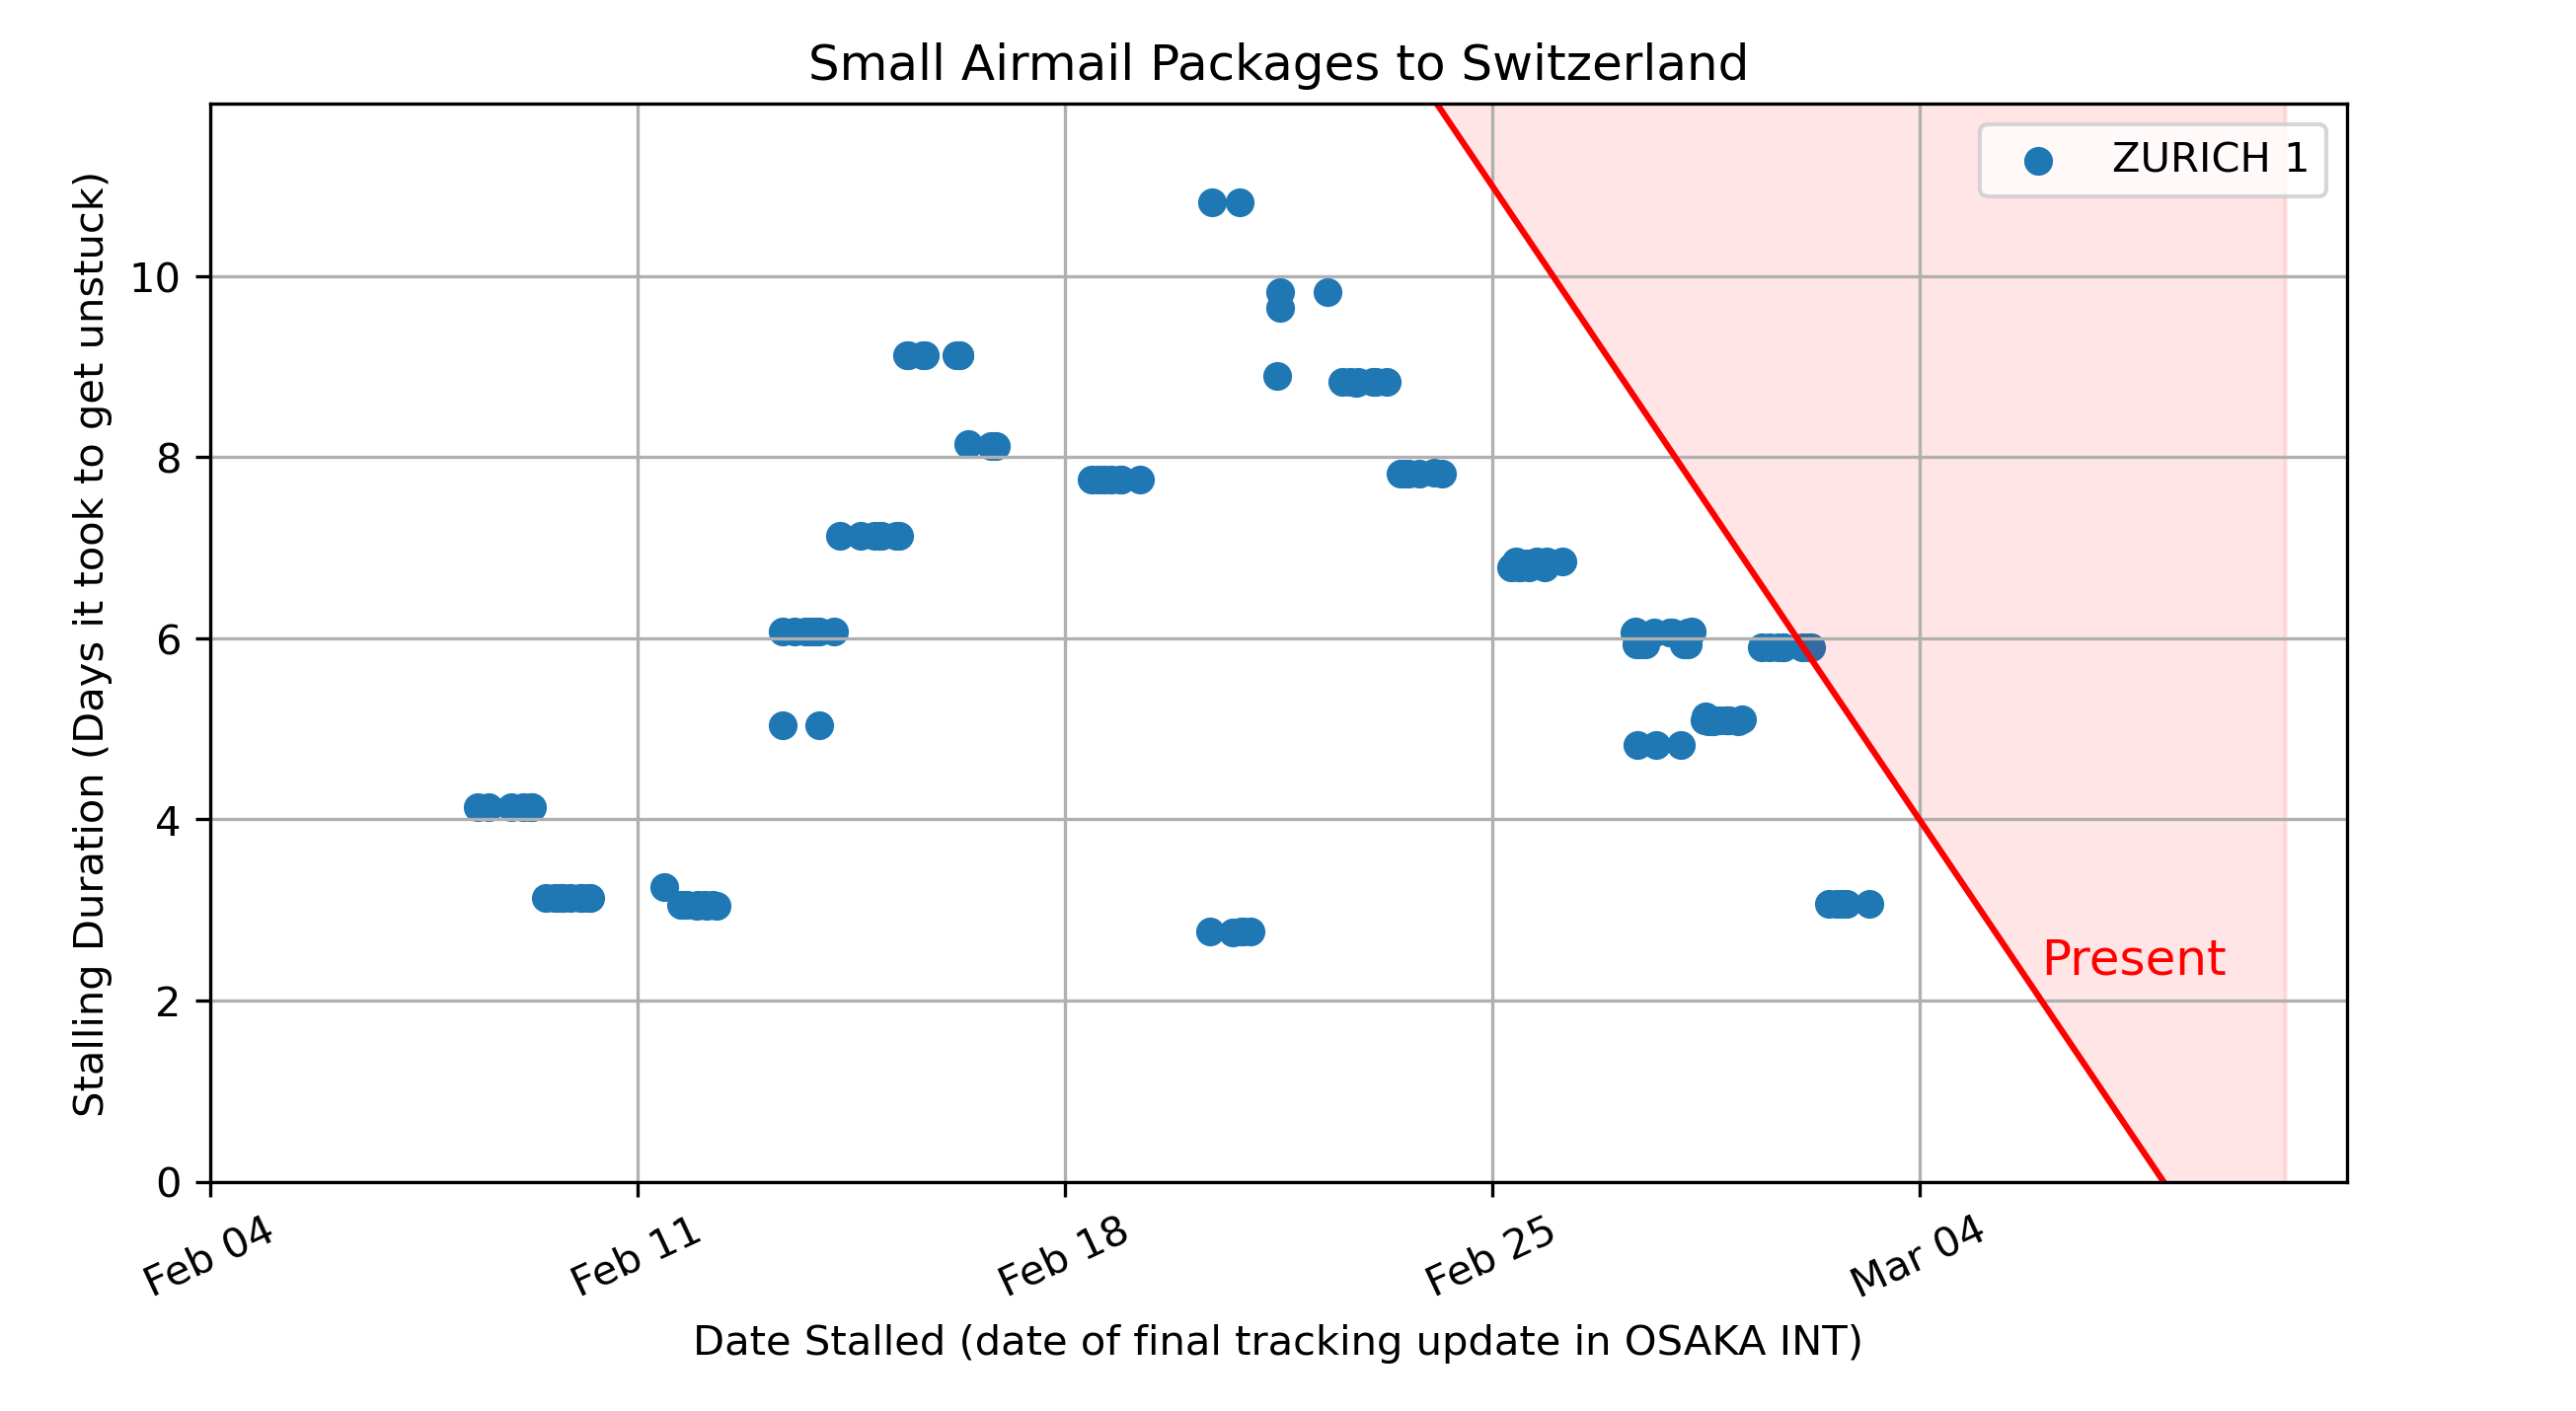 Small Airmail Packages to Switzerland
ZURICH 1
Stalling Duration (Days it took to get unstuck)
10
8
6
4
2
0
Present
Feb 04
Feb 11
Feb 18
Feb 25
Mar 04
Date Stalled (date of final tracking update in OSAKA INT)